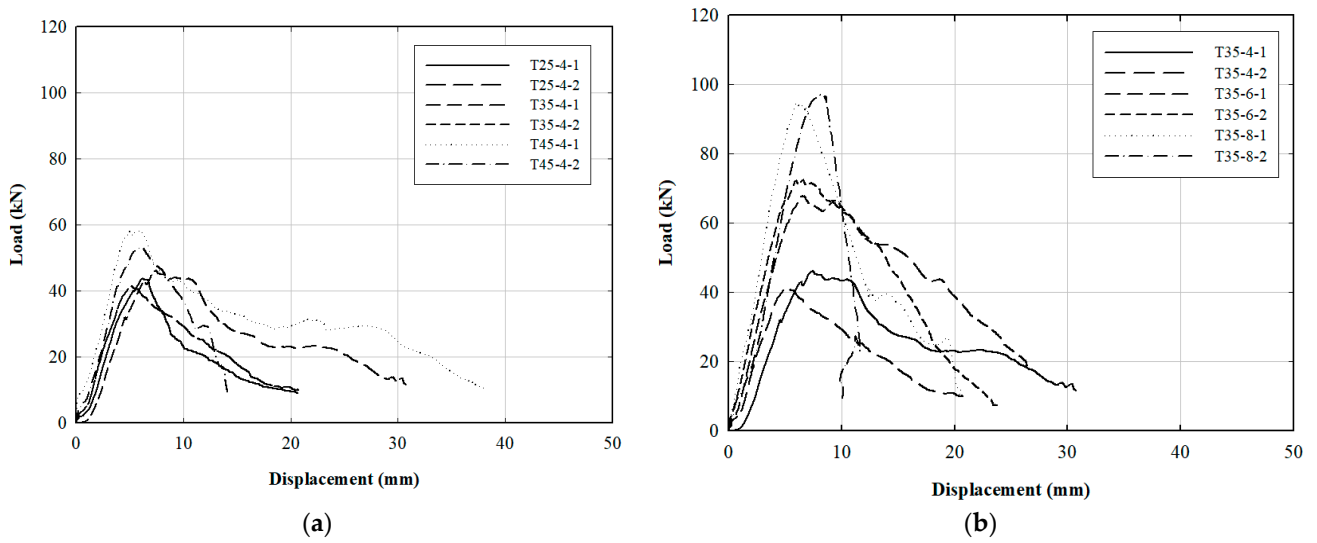 120
100
80
60
40
20
0
Load (kN)
T25-4-1
T25-4-2
T35-4-1
T35-4-2
T45-4-1
T45-4-2
0 10 20 30 40 50
Displacement (mm)
(a)
120
100
80
60
40
20
0
Load (kN)
T35-4-1
T35-4-2
T35-6-1
T35-6-2
T35-8-1
T35-8-2
0 10 20 30 40 50
Displacement (mm)
(b)